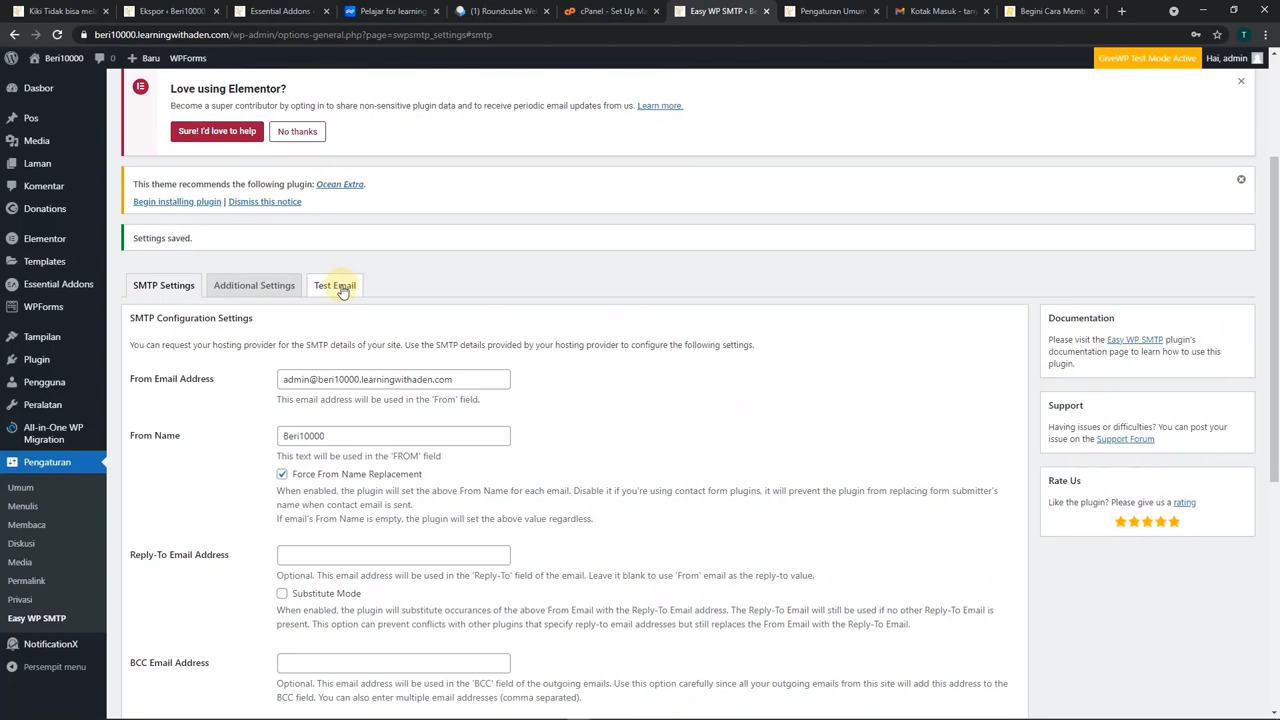 Kiki Tidak bisa mela
Ekspor ‹ Beri10000
Essential Addons ‹
Pelajar for learning
(1) Roundcube Web
cPanel - Set Up Ma
Easy WP SMTP ‹ Be
Pengaturan Umum
Kotak Masuk - ta
Begini Cara Memb
beri10000.learningwithaden.com/wp-admin/options-general.php?page=swpsmtp_settings#smtp
T
Beri10000
0
Baru
WPForms
GiveWP Test Mode Active
Hai, admin
Dasbor
Pos
Media
Laman
Komentar
Donations
Elementor
Templates
Essential Addons
WPForms
Tampilan
Plugin
Pengguna
Peralatan
All-in-One WP
Migration
Pengaturan
Umum
Menulis
Membaca
Diskusi
Media
Permalink
Privasi
Easy WP SMTP
NotificationX
Persempit menu
Love using Elementor?
Become a super contributor by opting in to share non-sensitive plugin data and to receive periodic email updates from us. Learn more.
Sure! I'd love to help
No thanks
This theme recommends the following plugin: Ocean Extra.
Begin installing plugin | Dismiss this notice
Settings saved.
SMTP Settings
Additional Settings
Test Email
SMTP Configuration Settings
You can request your hosting provider for the SMTP details of your site. Use the SMTP details provided by your hosting provider to configure the following settings.
From Email Address
admin@beri10000.learningwithaden.com
This email address will be used in the 'From' field.
From Name
Beri10000
This text will be used in the 'FROM' field
Force From Name Replacement
When enabled, the plugin will set the above From Name for each email. Disable it if you're using contact form plugins, it will prevent the plugin from replacing form submitter's
name when contact email is sent.
If email's From Name is empty, the plugin will set the above value regardless.
Reply-To Email Address
Optional. This email address will be used in the 'Reply-To' field of the email. Leave it blank to use 'From' email as the reply-to value.
Substitute Mode
When enabled, the plugin will substitute occurances of the above From Email with the Reply-To Email address. The Reply-To Email will still be used if no other Reply-To Email is
present. This option can prevent conflicts with other plugins that specify reply-to email addresses but still replaces the From Email with the Reply-To Email.
BCC Email Address
Optional. This email address will be used in the 'BCC' field of the outgoing emails. Use this option carefully since all your outgoing emails from this site will add this address to the
BCC field. You can also enter multiple email addresses (comma separated).
Documentation
Please visit the Easy WP SMTP plugin's
documentation page to learn how to use this
plugin.
Support
Having issues or difficulties? You can post your
issue on the Support Forum
Rate Us
Like the plugin? Please give us a rating